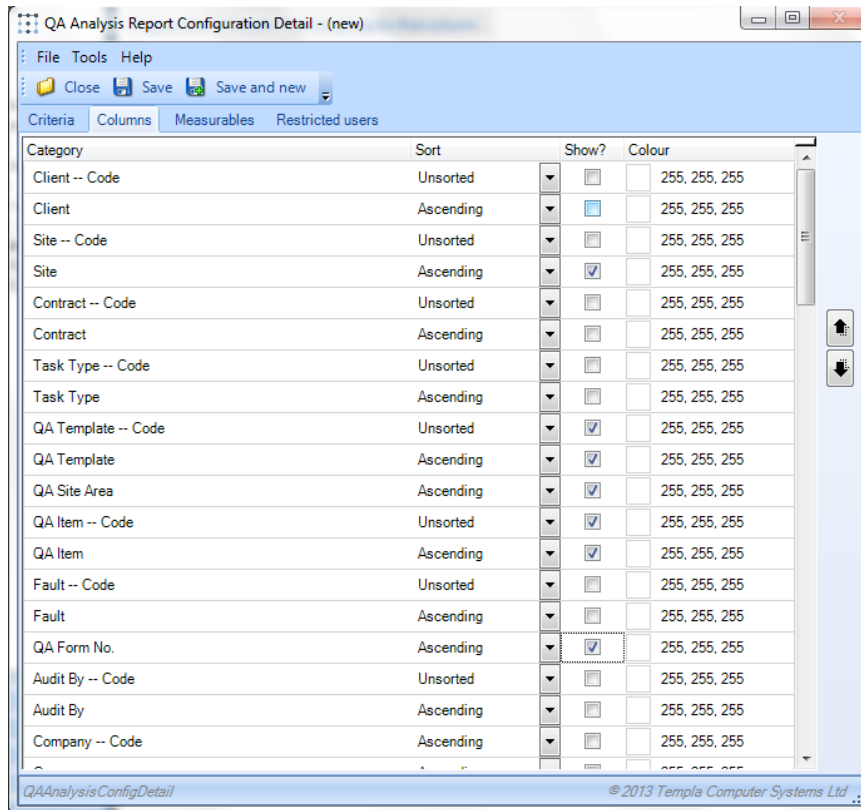 QA Analysis Report Configuration Detail - (new)
File Tools Help
Close Save Save and new
Criteria Columns Measurables Restricted users
Category Sort Show? Colour
Client -- Code Unsorted 255, 255, 255
Client Ascending 255, 255, 255
Site -- Code Unsorted 255, 255, 255
Site Ascending 255, 255, 255
Contract -- Code Unsorted 255, 255, 255
Contract Ascending 255, 255, 255
Task Type -- Code Unsorted 255, 255, 255
Task Type Ascending 255, 255, 255
QA Template -- Code Unsorted 255, 255, 255
QA Template Ascending 255, 255, 255
QA Site Area Ascending 255, 255, 255
QA Item -- Code Unsorted 255, 255, 255
QA Item Ascending 255, 255, 255
Fault -- Code Unsorted 255, 255, 255
Fault Ascending 255, 255, 255
QA Form No. Ascending 255, 255, 255
Audit By -- Code Unsorted 255, 255, 255
Audit By Ascending 255, 255, 255
Company -- Code Ascending 255, 255, 255
QAAnalysisConfigDetail © 2013 Templa Computer Systems Ltd